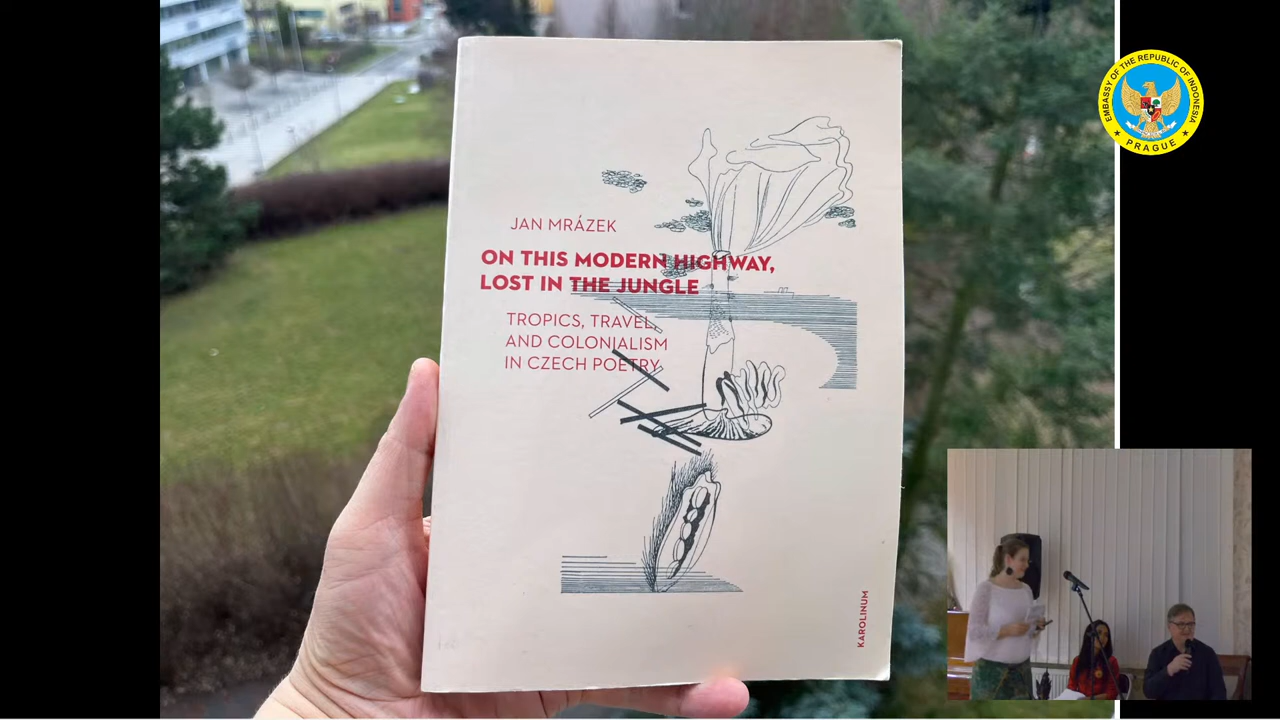 JAN MRÁZEK
ON THIS MODERN HIGHWAY,
LOST IN THE JUNGLE
TROPICS, TRAVEL,
AND COLONIALISM
IN CZECH POETRY
KAROLINUM
EMBASSY OF THE REPUBLIC OF INDONESIA
PRAGUE